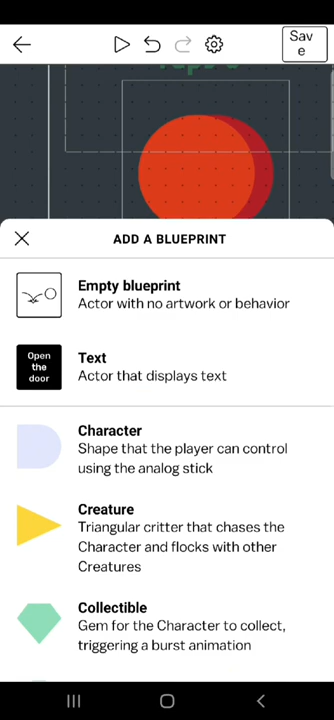 Sav
e
ADD A BLUEPRINT
Empty blueprint
Actor with no artwork or behavior
Open
the
door
Text
Actor that displays text
Character
Shape that the player can control
using the analog stick
Creature
Triangular critter that chases the
Character and flocks with other
Creatures
Collectible
Gem for the Character to collect,
triggering a burst animation